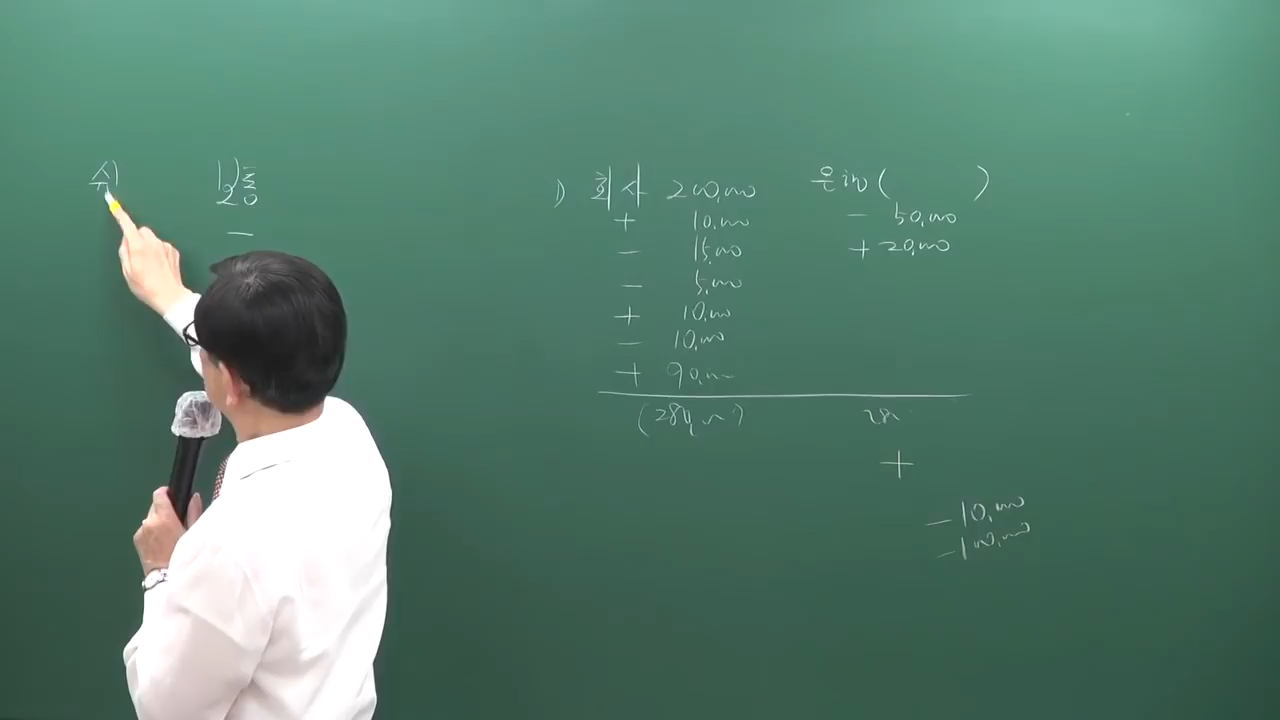 1) 회사 200,000 은행 ( )
+ 10,000 - 50,000
- 15,000 + 20,000
- 5,000
+ 10,000
- 10,000
+ 90,000
(280,000) 28
+
- 10,000
- 100,000